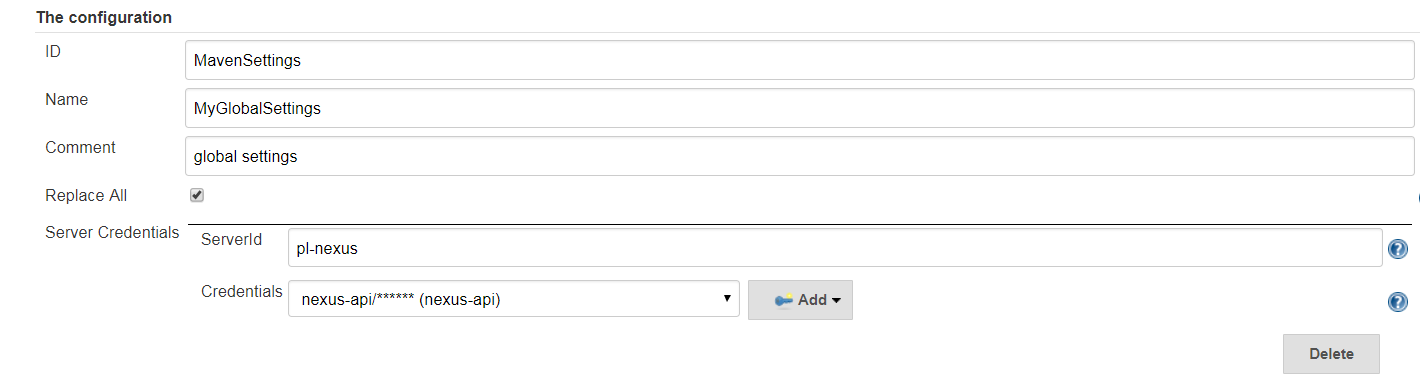 The configuration
ID
MavenSettings
Name
MyGlobalSettings
Comment
global settings
Replace All
Server Credentials
ServerId
pl-nexus
?
Credentials
nexus-api/****** (nexus-api)
Add
?
Delete